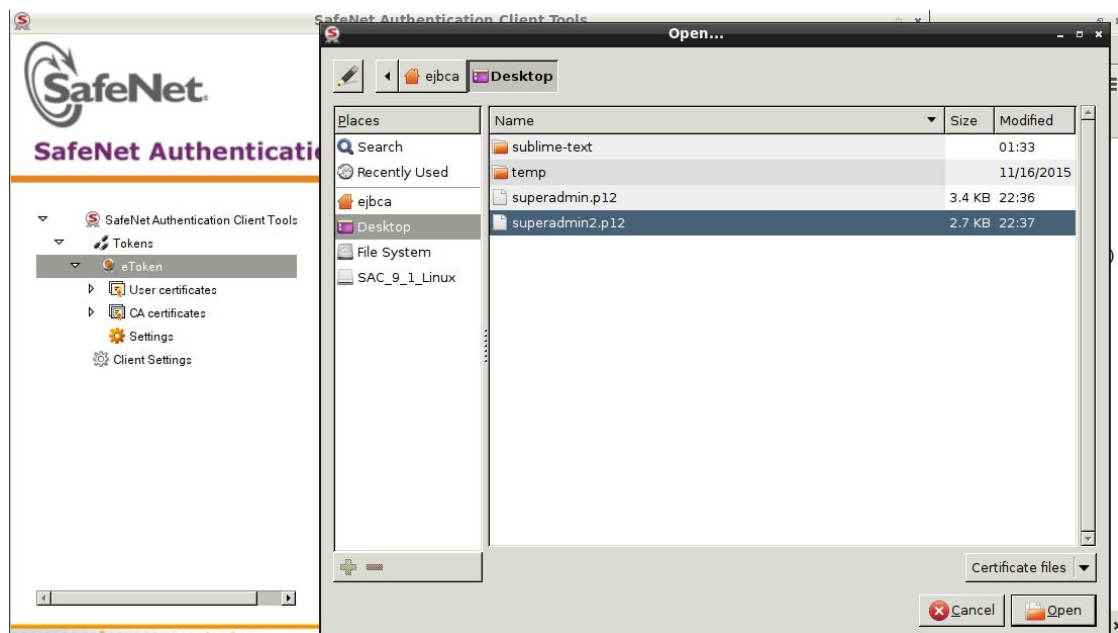 SafeNet Authentication Client Tools
Open...
SafeNet.
SafeNet Authenticati
SafeNet Authentication Client Tools
Tokens
eToken
User certificates
CA certificates
Settings
Client Settings
ejbca Desktop
Places
Search
Recently Used
ejbca
Desktop
File System
SAC_9_1_Linux
Name Size Modified
sublime-text 01:33
temp 11/16/2015
superadmin.p12 3.4 KB 22:36
superadmin2.p12 2.7 KB 22:37
Certificate files
Cancel Open